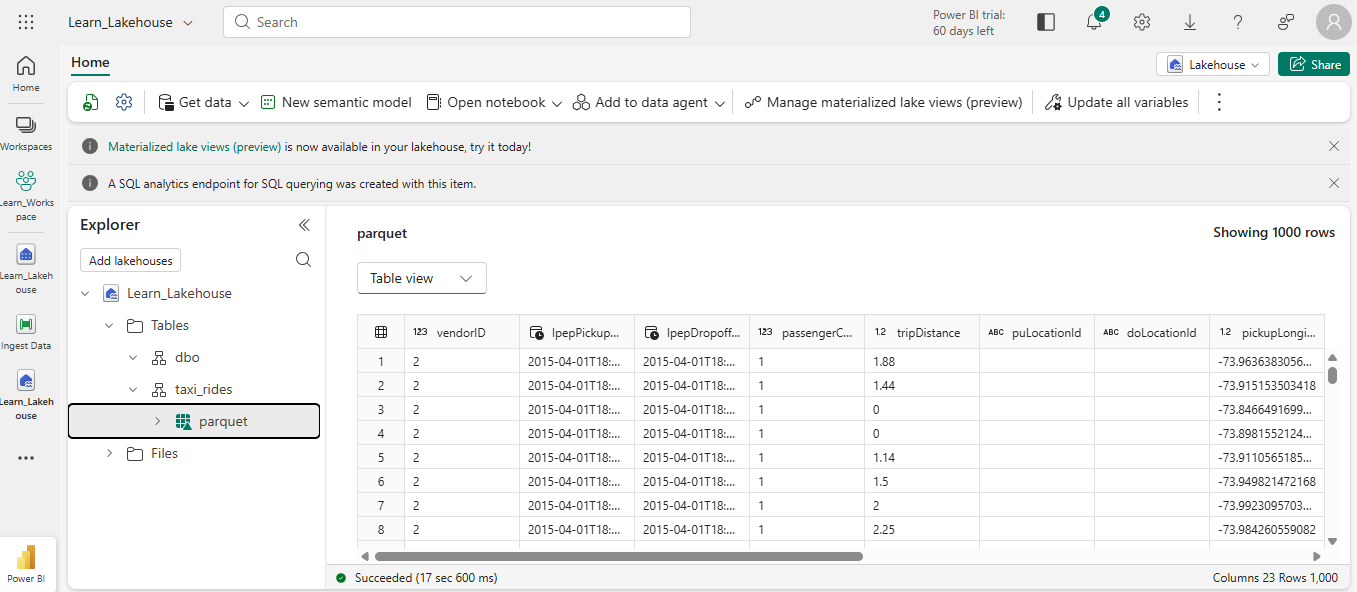 Learn_Lakehouse
Search
Power BI trial:
60 days left
4
Home
Lakehouse
Share
Get data
New semantic model
Open notebook
Add to data agent
Manage materialized lake views (preview)
Update all variables
Materialized lake views (preview) is now available in your lakehouse, try it today!
A SQL analytics endpoint for SQL querying was created with this item.
Home
Workspaces
Learn_Works
pace
Learn_Lakeh
ouse
Ingest Data
Learn_Lakeh
ouse
Power BI
Explorer
Add lakehouses
Learn_Lakehouse
Tables
dbo
taxi_rides
parquet
Files
parquet
Showing 1000 rows
Table view
123 vendorID lpepPickup... lpepDropoff... 123 passengerC... 1.2 tripDistance ABC puLocationId ABC doLocationId 1.2 pickupLongi...
1 2 2015-04-01T18:... 2015-04-01T18:... 1 1.88 -73.9636383056...
2 2 2015-04-01T18:... 2015-04-01T18:... 1 1.44 -73.915153503418
3 2 2015-04-01T18:... 2015-04-01T18:... 1 0 -73.8466491699...
4 2 2015-04-01T18:... 2015-04-01T18:... 1 0 -73.8981552124...
5 2 2015-04-01T18:... 2015-04-01T18:... 1 1.14 -73.9110565185...
6 2 2015-04-01T18:... 2015-04-01T18:... 1 1.5 -73.949821472168
7 2 2015-04-01T18:... 2015-04-01T18:... 1 2 -73.9923095703...
8 2 2015-04-01T18:... 2015-04-01T18:... 1 2.25 -73.984260559082
Succeeded (17 sec 600 ms)
Columns 23 Rows 1,000